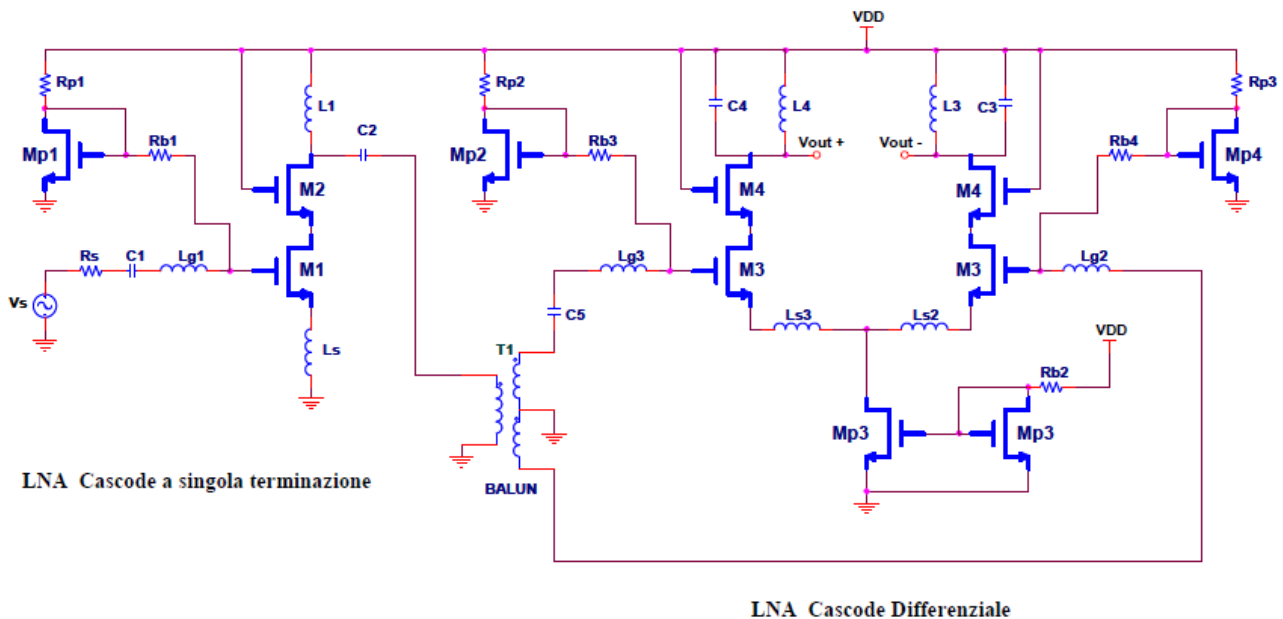 VDD
Rp1
L1
C2
Rp2
C4
L4
L3
C3
Rp3
Mp1
Rb1
Mp2
Rb3
Vout +
Vout -
Rb4
Mp4
M2
M4
M4
Rs
C1
Lg1
M1
Lg3
M3
M3
Lg2
Vs
C5
Ls
T1
Ls3
Ls2
VDD
Rb2
Mp3
Mp3
BALUN
LNA Cascode a singola terminazione
LNA Cascode Differenziale